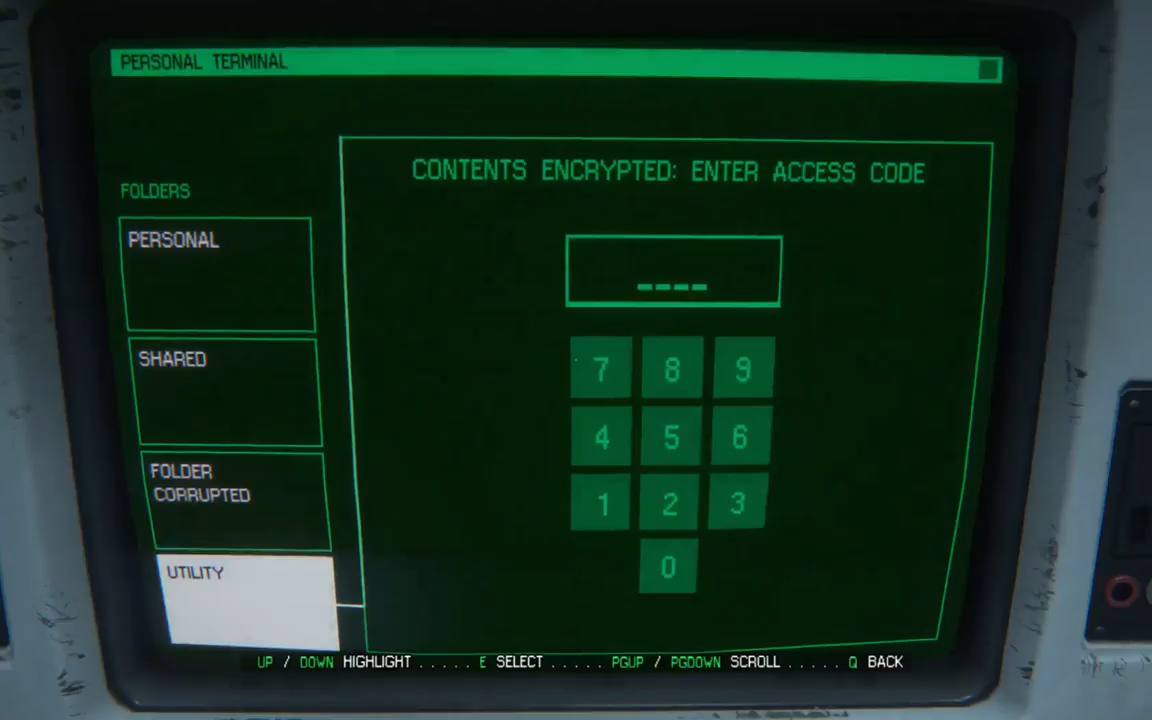 PERSONAL TERMINAL
FOLDERS
PERSONAL
SHARED
FOLDER
CORRUPTED
UTILITY
CONTENTS ENCRYPTED: ENTER ACCESS CODE
----
7 8 9
4 5 6
1 2 3
0
UP / DOWN HIGHLIGHT ..... E SELECT ..... PGUP / PGDOWN SCROLL ..... Q BACK